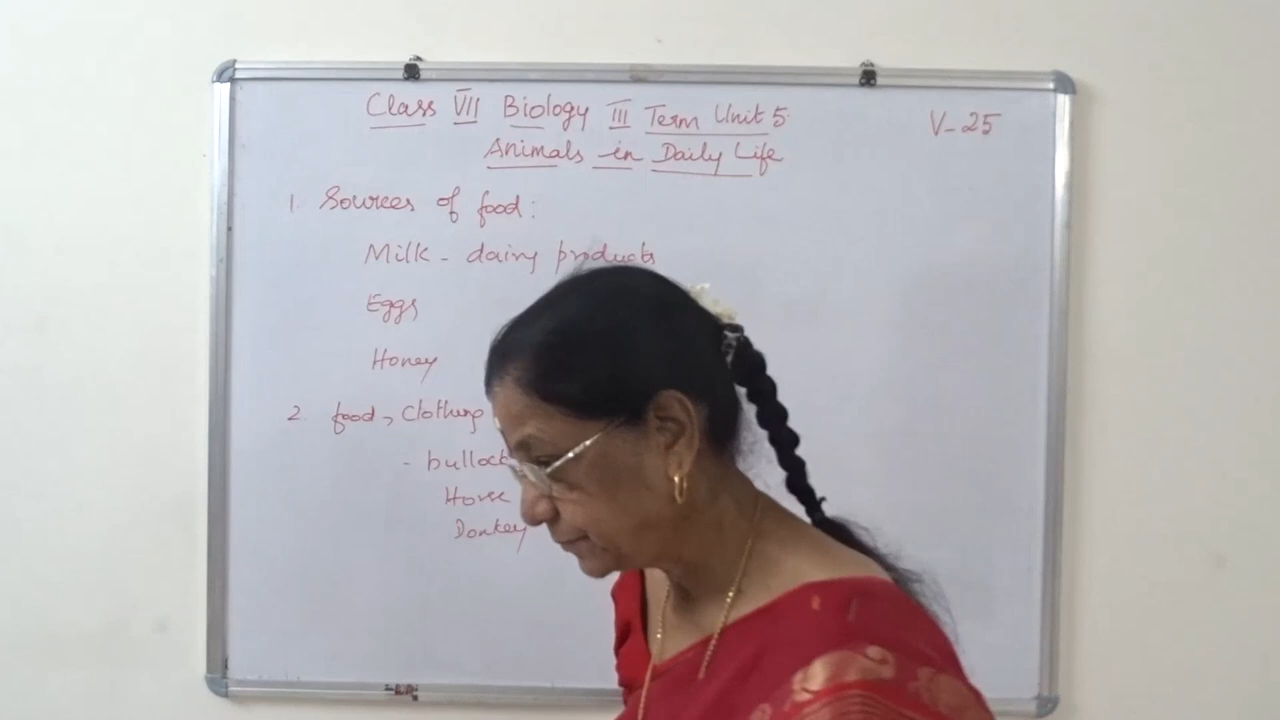 Class VII Biology III Term Unit 5.
V-25
Animals in Daily Life
1. Sources of food:
Milk - dairy products
Eggs
Honey
2. food, Clothing
- bullock
Horse
Donkey